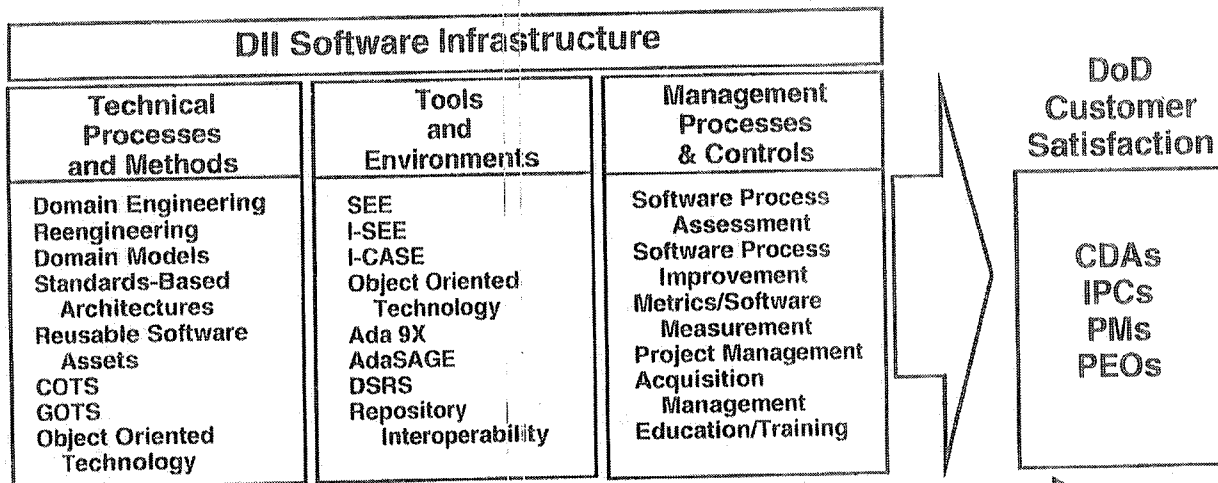 DII Software Infrastructure
Technical
Processes
and Methods
Domain Engineering
Reengineering
Domain Models
Standards-Based
Architectures
Reusable Software
Assets
COTS
GOTS
Object Oriented
Technology
Tools
and
Environments
SEE
I-SEE
I-CASE
Object Oriented
Technology
Ada 9X
AdaSAGE
DSRS
Repository
Interoperability
Management
Processes
& Controls
Software Process
Assessment
Software Process
Improvement
Metrics/Software
Measurement
Project Management
Acquisition
Management
Education/Training
DoD
Customer
Satisfaction
CDAs
IPCs
PMs
PEOs